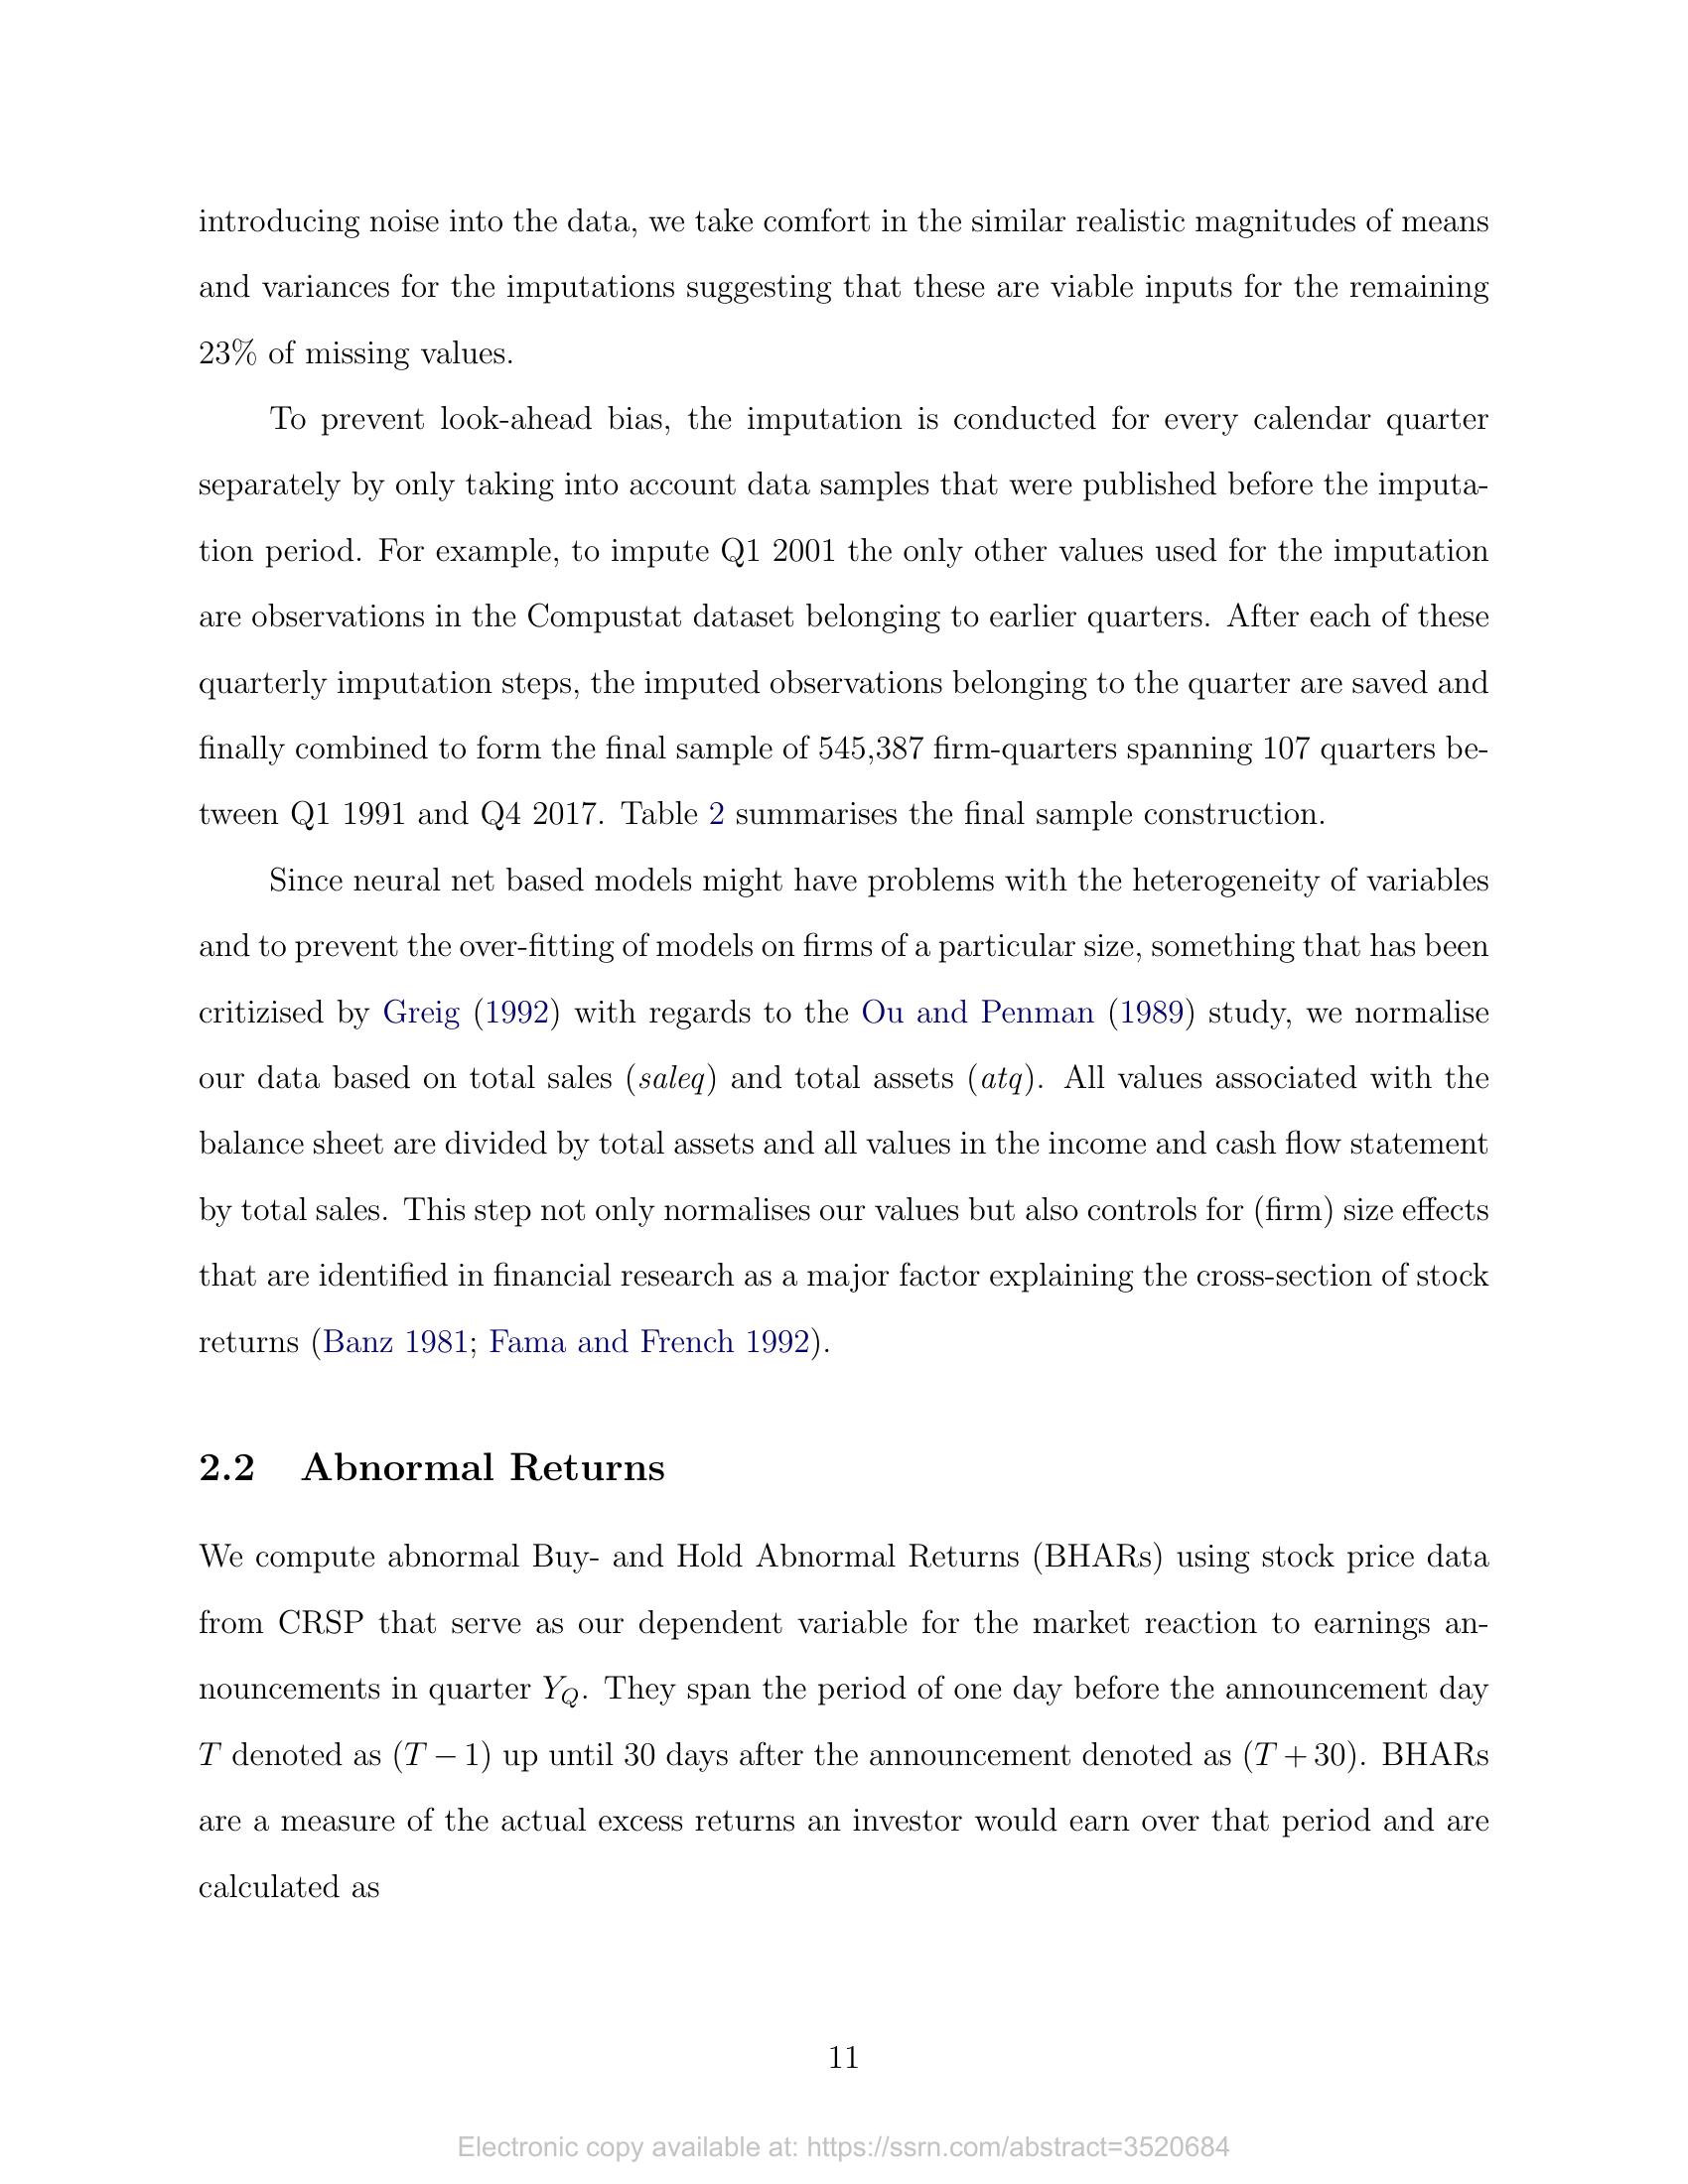 introducing noise into the data, we take comfort in the similar realistic magnitudes of means
and variances for the imputations suggesting that these are viable inputs for the remaining
23% of missing values.
To prevent look-ahead bias, the imputation is conducted for every calendar quarter
separately by only taking into account data samples that were published before the imputa-
tion period. For example, to impute Q1 2001 the only other values used for the imputation
are observations in the Compustat dataset belonging to earlier quarters. After each of these
quarterly imputation steps, the imputed observations belonging to the quarter are saved and
finally combined to form the final sample of 545,387 firm-quarters spanning 107 quarters be-
tween Q1 1991 and Q4 2017. Table 2 summarises the final sample construction.
Since neural net based models might have problems with the heterogeneity of variables
and to prevent the over-fitting of models on firms of a particular size, something that has been
critizised by Greig (1992) with regards to the Ou and Penman (1989) study, we normalise
our data based on total sales (saleq) and total assets (atq). All values associated with the
balance sheet are divided by total assets and all values in the income and cash flow statement
by total sales. This step not only normalises our values but also controls for (firm) size effects
that are identified in financial research as a major factor explaining the cross-section of stock
returns (Banz 1981; Fama and French 1992).
2.2 Abnormal Returns
We compute abnormal Buy- and Hold Abnormal Returns (BHARs) using stock price data
from CRSP that serve as our dependent variable for the market reaction to earnings an-
nouncements in quarter Y_Q. They span the period of one day before the announcement day
T denoted as (T − 1) up until 30 days after the announcement denoted as (T + 30). BHARs
are a measure of the actual excess returns an investor would earn over that period and are
calculated as
11
Electronic copy available at: https://ssrn.com/abstract=3520684